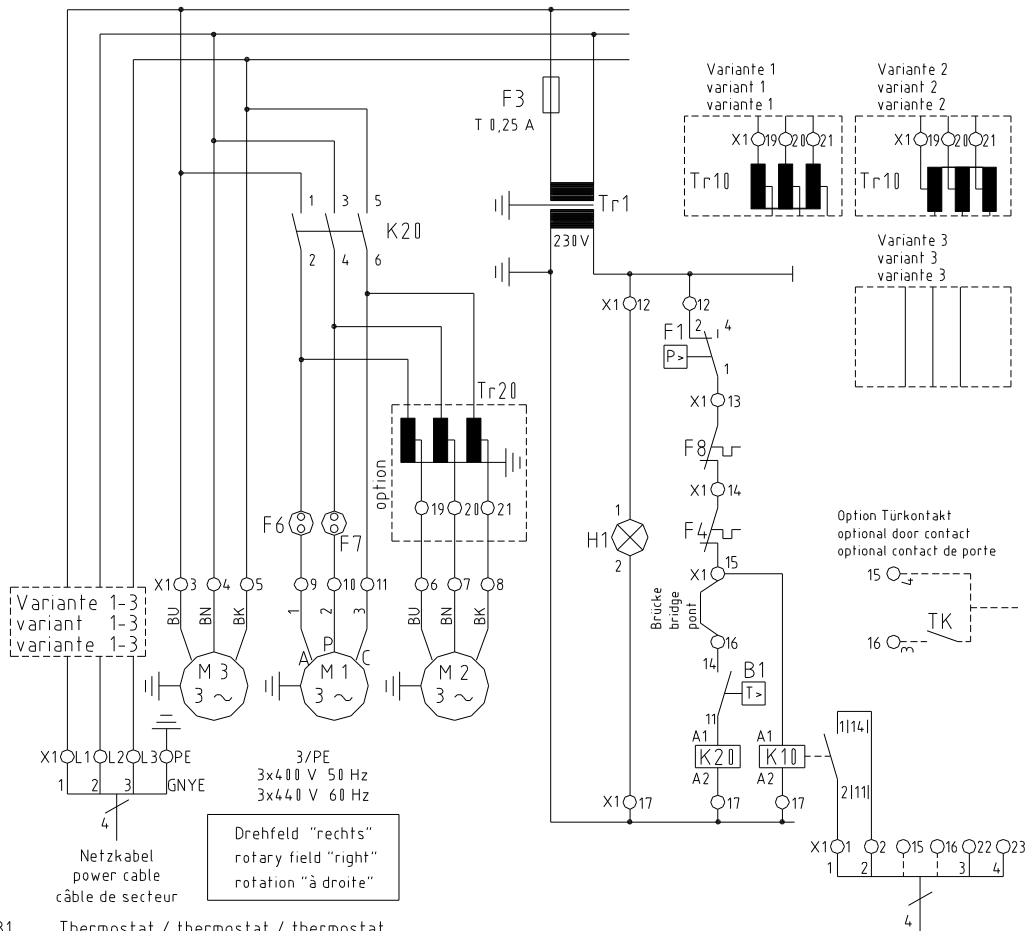 F3
T 0,25 A
Variante 1
variant 1
variante 1
X1 19 20 21
Tr10
Variante 2
variant 2
variante 2
X1 19 20 21
Tr10
Tr1
230V
1 3 5
K20
2 4 6
Variante 3
variant 3
variante 3
X1 12
12
F1
2 4
P>
1
X1 13
Tr20
option
19 20 21
F8
X1 14
F6
F7
1
H1
2
F4
15
X1
Option Türkontakt
optional door contact
optional contact de porte
15 4
TK
16 3
X1 3 4 5
9 10 11
6 7 8
BU BN BK
1 2 3
BU BN BK
Brücke
bridge
pont
16
Variante 1-3
variant 1-3
variante 1-3
M 3
3 ~
A P C
M 1
3 ~
M 2
3 ~
14
B1
T>
11
A1
K20
A2
A1
K10
A2
1|14|
2|11|
X1 L1 L2 L3 PE
1 2 3 GNYE
4
3/PE
3x400 V 50 Hz
3x440 V 60 Hz
X1 17
17
17
Netzkabel
power cable
câble de secteur
Drehfeld "rechts"
rotary field "right"
rotation "à droite"
X1 1 2 15 16 22 23
1 2 3 4
4
B1 Thermostat / thermostat / thermostat